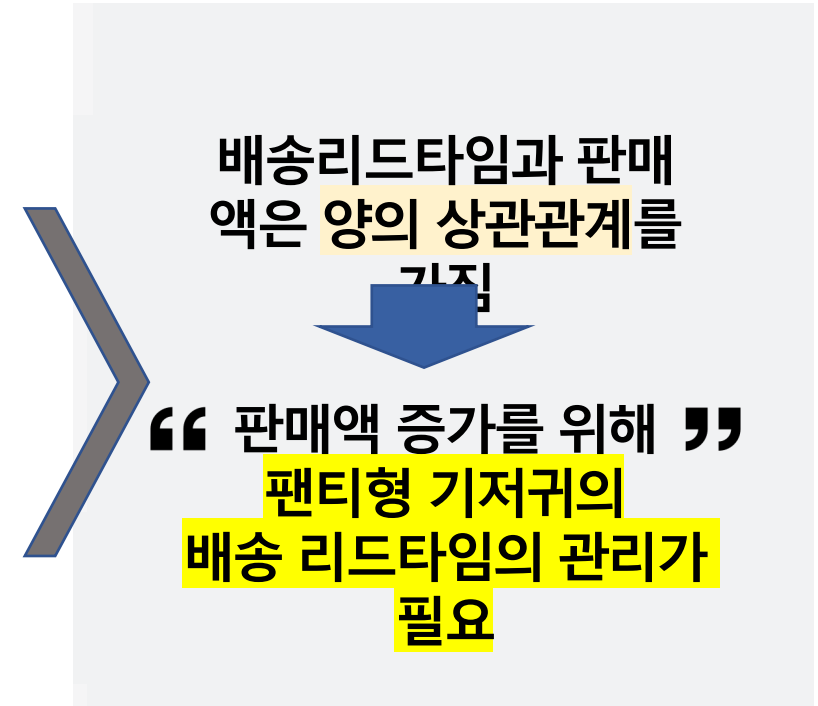 배송리드타임과 판매
액은 양의 상관관계를
가짐
“ 판매액 증가를 위해 ”
팬티형 기저귀의
배송 리드타임의 관리가
필요